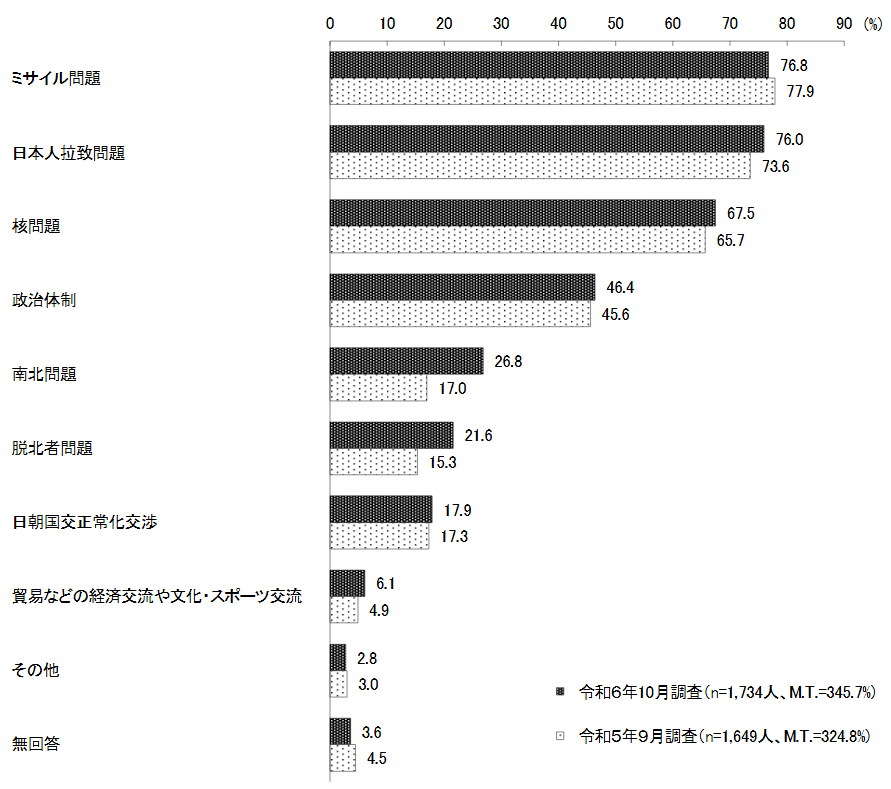 0 10 20 30 40 50 60 70 80 90 (%)
ミサイル問題 76.8
77.9
日本人拉致問題 76.0
73.6
核問題 67.5
65.7
政治体制 46.4
45.6
南北問題 26.8
17.0
脱北者問題 21.6
15.3
日朝国交正常化交渉 17.9
17.3
貿易などの経済交流や文化・スポーツ交流 6.1
4.9
その他 2.8
3.0
無回答 3.6
4.5
令和6年10月調査(n=1,734人、M.T.=345.7%)
令和5年9月調査(n=1,649人、M.T.=324.8%)